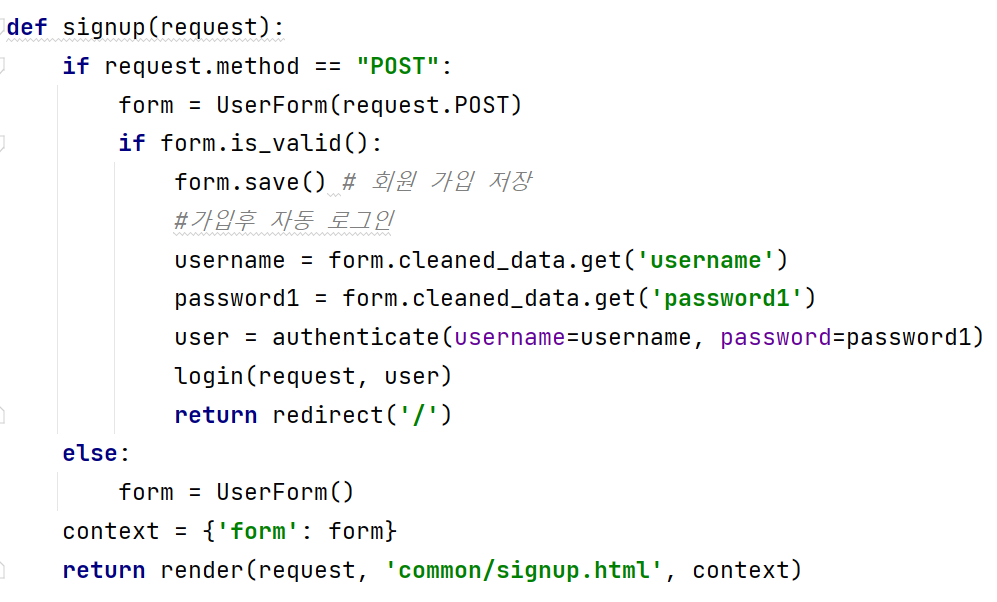 def signup(request):
    if request.method == "POST":
        form = UserForm(request.POST)
        if form.is_valid():
            form.save() # 회원 가입 저장
            #가입후 자동 로그인
            username = form.cleaned_data.get('username')
            password1 = form.cleaned_data.get('password1')
            user = authenticate(username=username, password=password1)
            login(request, user)
            return redirect('/')
    else:
        form = UserForm()
    context = {'form': form}
    return render(request, 'common/signup.html', context)